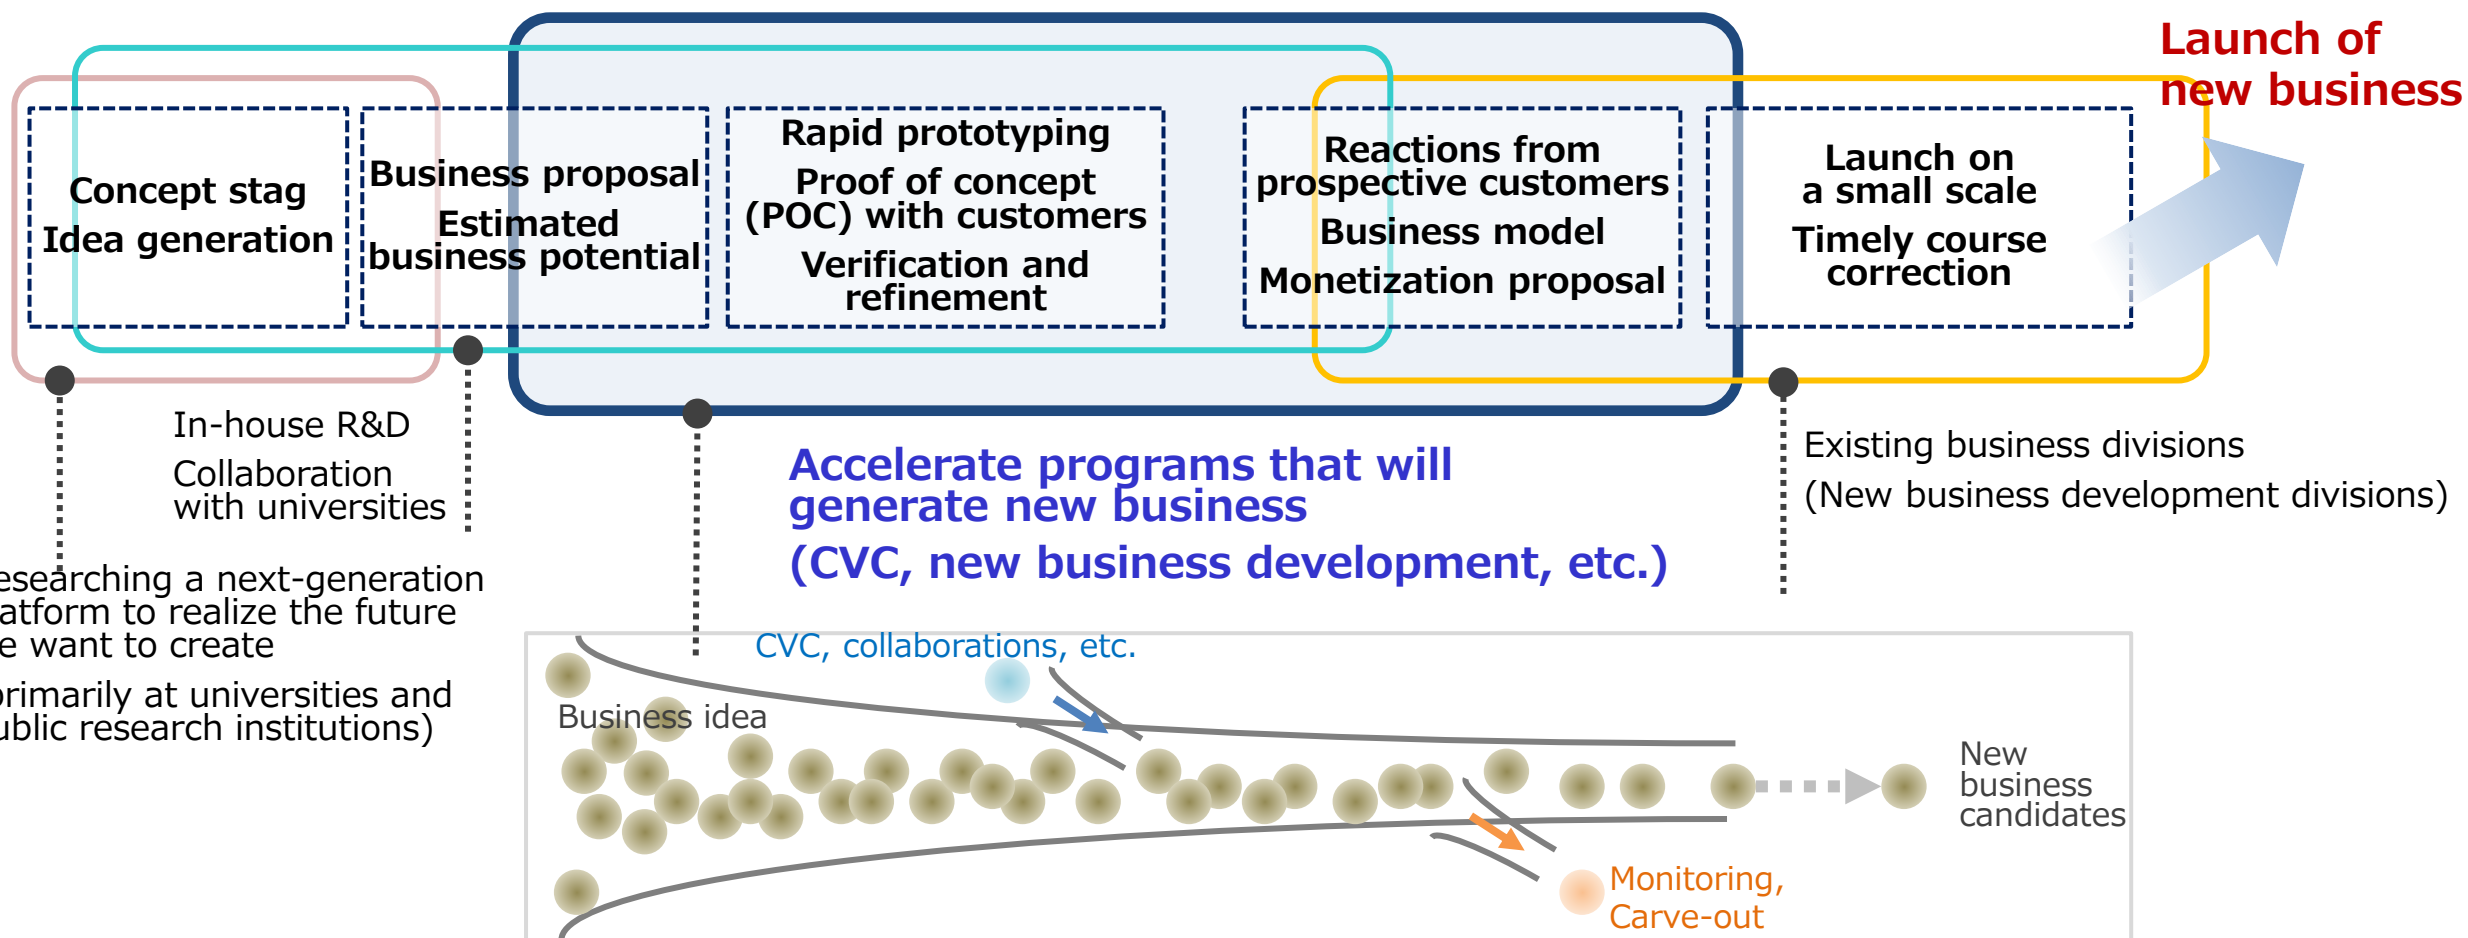 Launch of
new business
Concept stag
Idea generation
Business proposal
Estimated
business potential
Rapid prototyping
Proof of concept
(POC) with customers
Verification and
refinement
Reactions from
prospective customers
Business model
Monetization proposal
Launch on
a small scale
Timely course
correction
In-house R&D
Collaboration
with universities
esearching a next-generation
atform to realize the future
e want to create
primarily at universities and
ublic research institutions)
Accelerate programs that will
generate new business
(CVC, new business development, etc.)
Existing business divisions
(New business development divisions)
CVC, collaborations, etc.
Business idea
New
business
candidates
Monitoring,
Carve-out